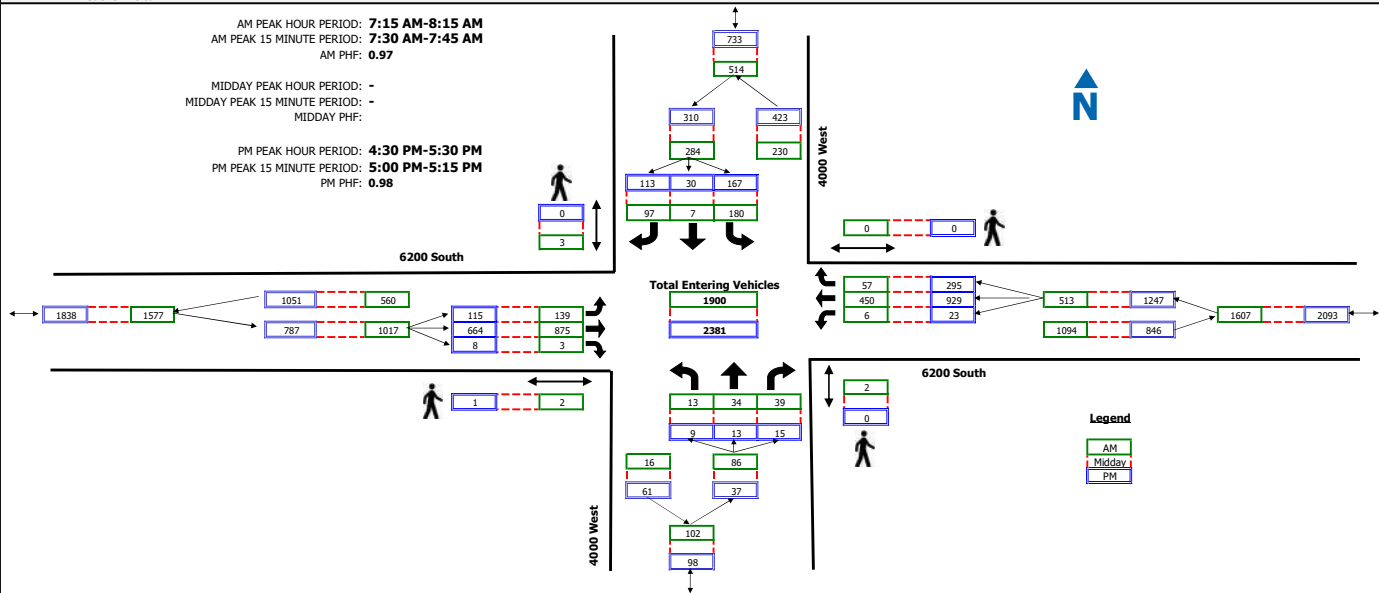 AM PEAK HOUR PERIOD: 7:15 AM-8:15 AM
AM PEAK 15 MINUTE PERIOD: 7:30 AM-7:45 AM
AM PHF: 0.97
MIDDAY PEAK HOUR PERIOD: -
MIDDAY PEAK 15 MINUTE PERIOD: -
MIDDAY PHF:
PM PEAK HOUR PERIOD: 4:30 PM-5:30 PM
PM PEAK 15 MINUTE PERIOD: 5:00 PM-5:15 PM
PM PHF: 0.98
733
514
310 423
284 230
113 30 167
97 7 180
4000 West
N
0
3
0 0
6200 South
Total Entering Vehicles
1900
2381
1838 1577
1051 560
787 1017
115 139
664 875
8 3
57 295
450 929
6 23
513 1247
1094 846
1607 2093
6200 South
1 2
2
0
13 34 39
9 13 15
16 86
61 37
102
98
4000 West
Legend
AM
Midday
PM